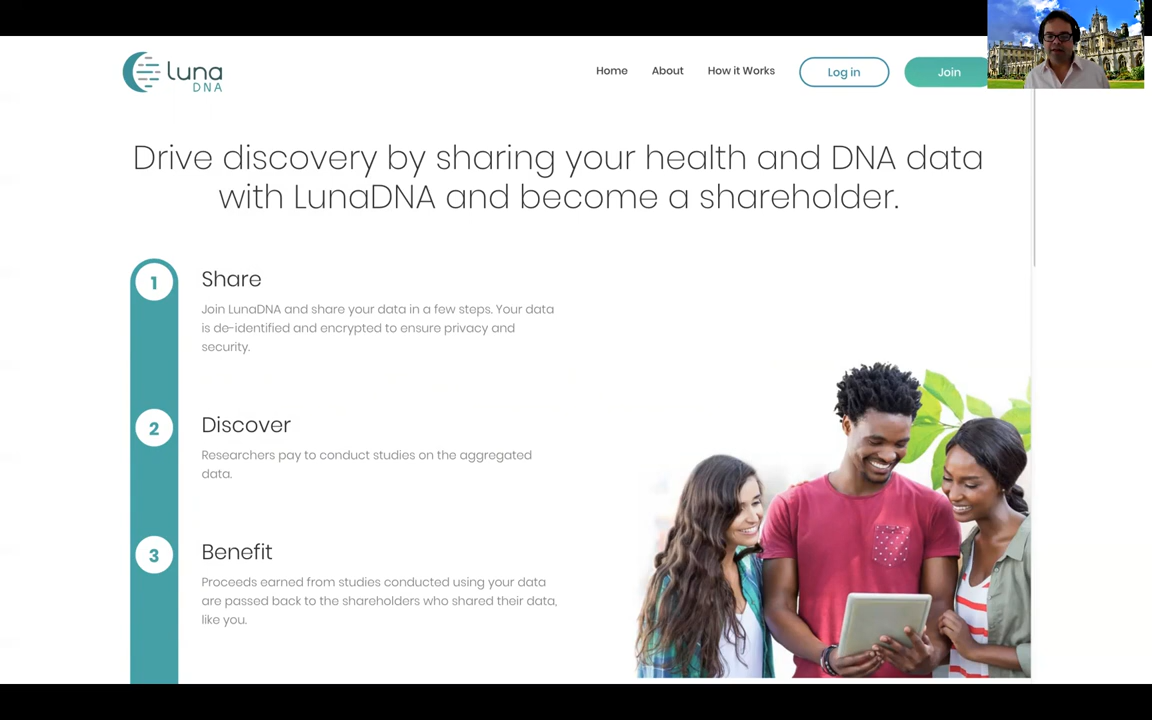 luna
DNA
Home
About
How it Works
Log in
Join
Drive discovery by sharing your health and DNA data
with LunaDNA and become a shareholder.
1
Share
Join LunaDNA and share your data in a few steps. Your data
is de-identified and encrypted to ensure privacy and
security.
2
Discover
Researchers pay to conduct studies on the aggregated
data.
3
Benefit
Proceeds earned from studies conducted using your data
are passed back to the shareholders who shared their data,
like you.